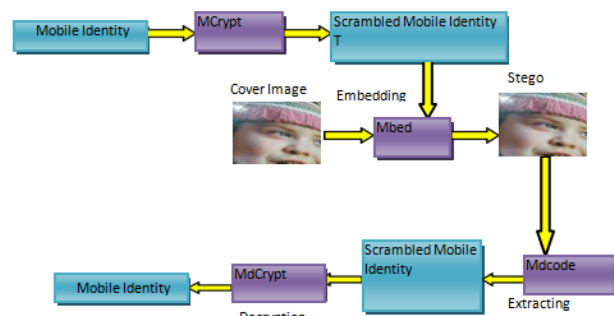 Mobile Identity
MCrypt
Scrambled Mobile Identity
T
Cover Image
Embedding
Stego
Mbed
Mdcode
Scrambled Mobile
Identity
MdCrypt
Mobile Identity
Extracting
Decryption